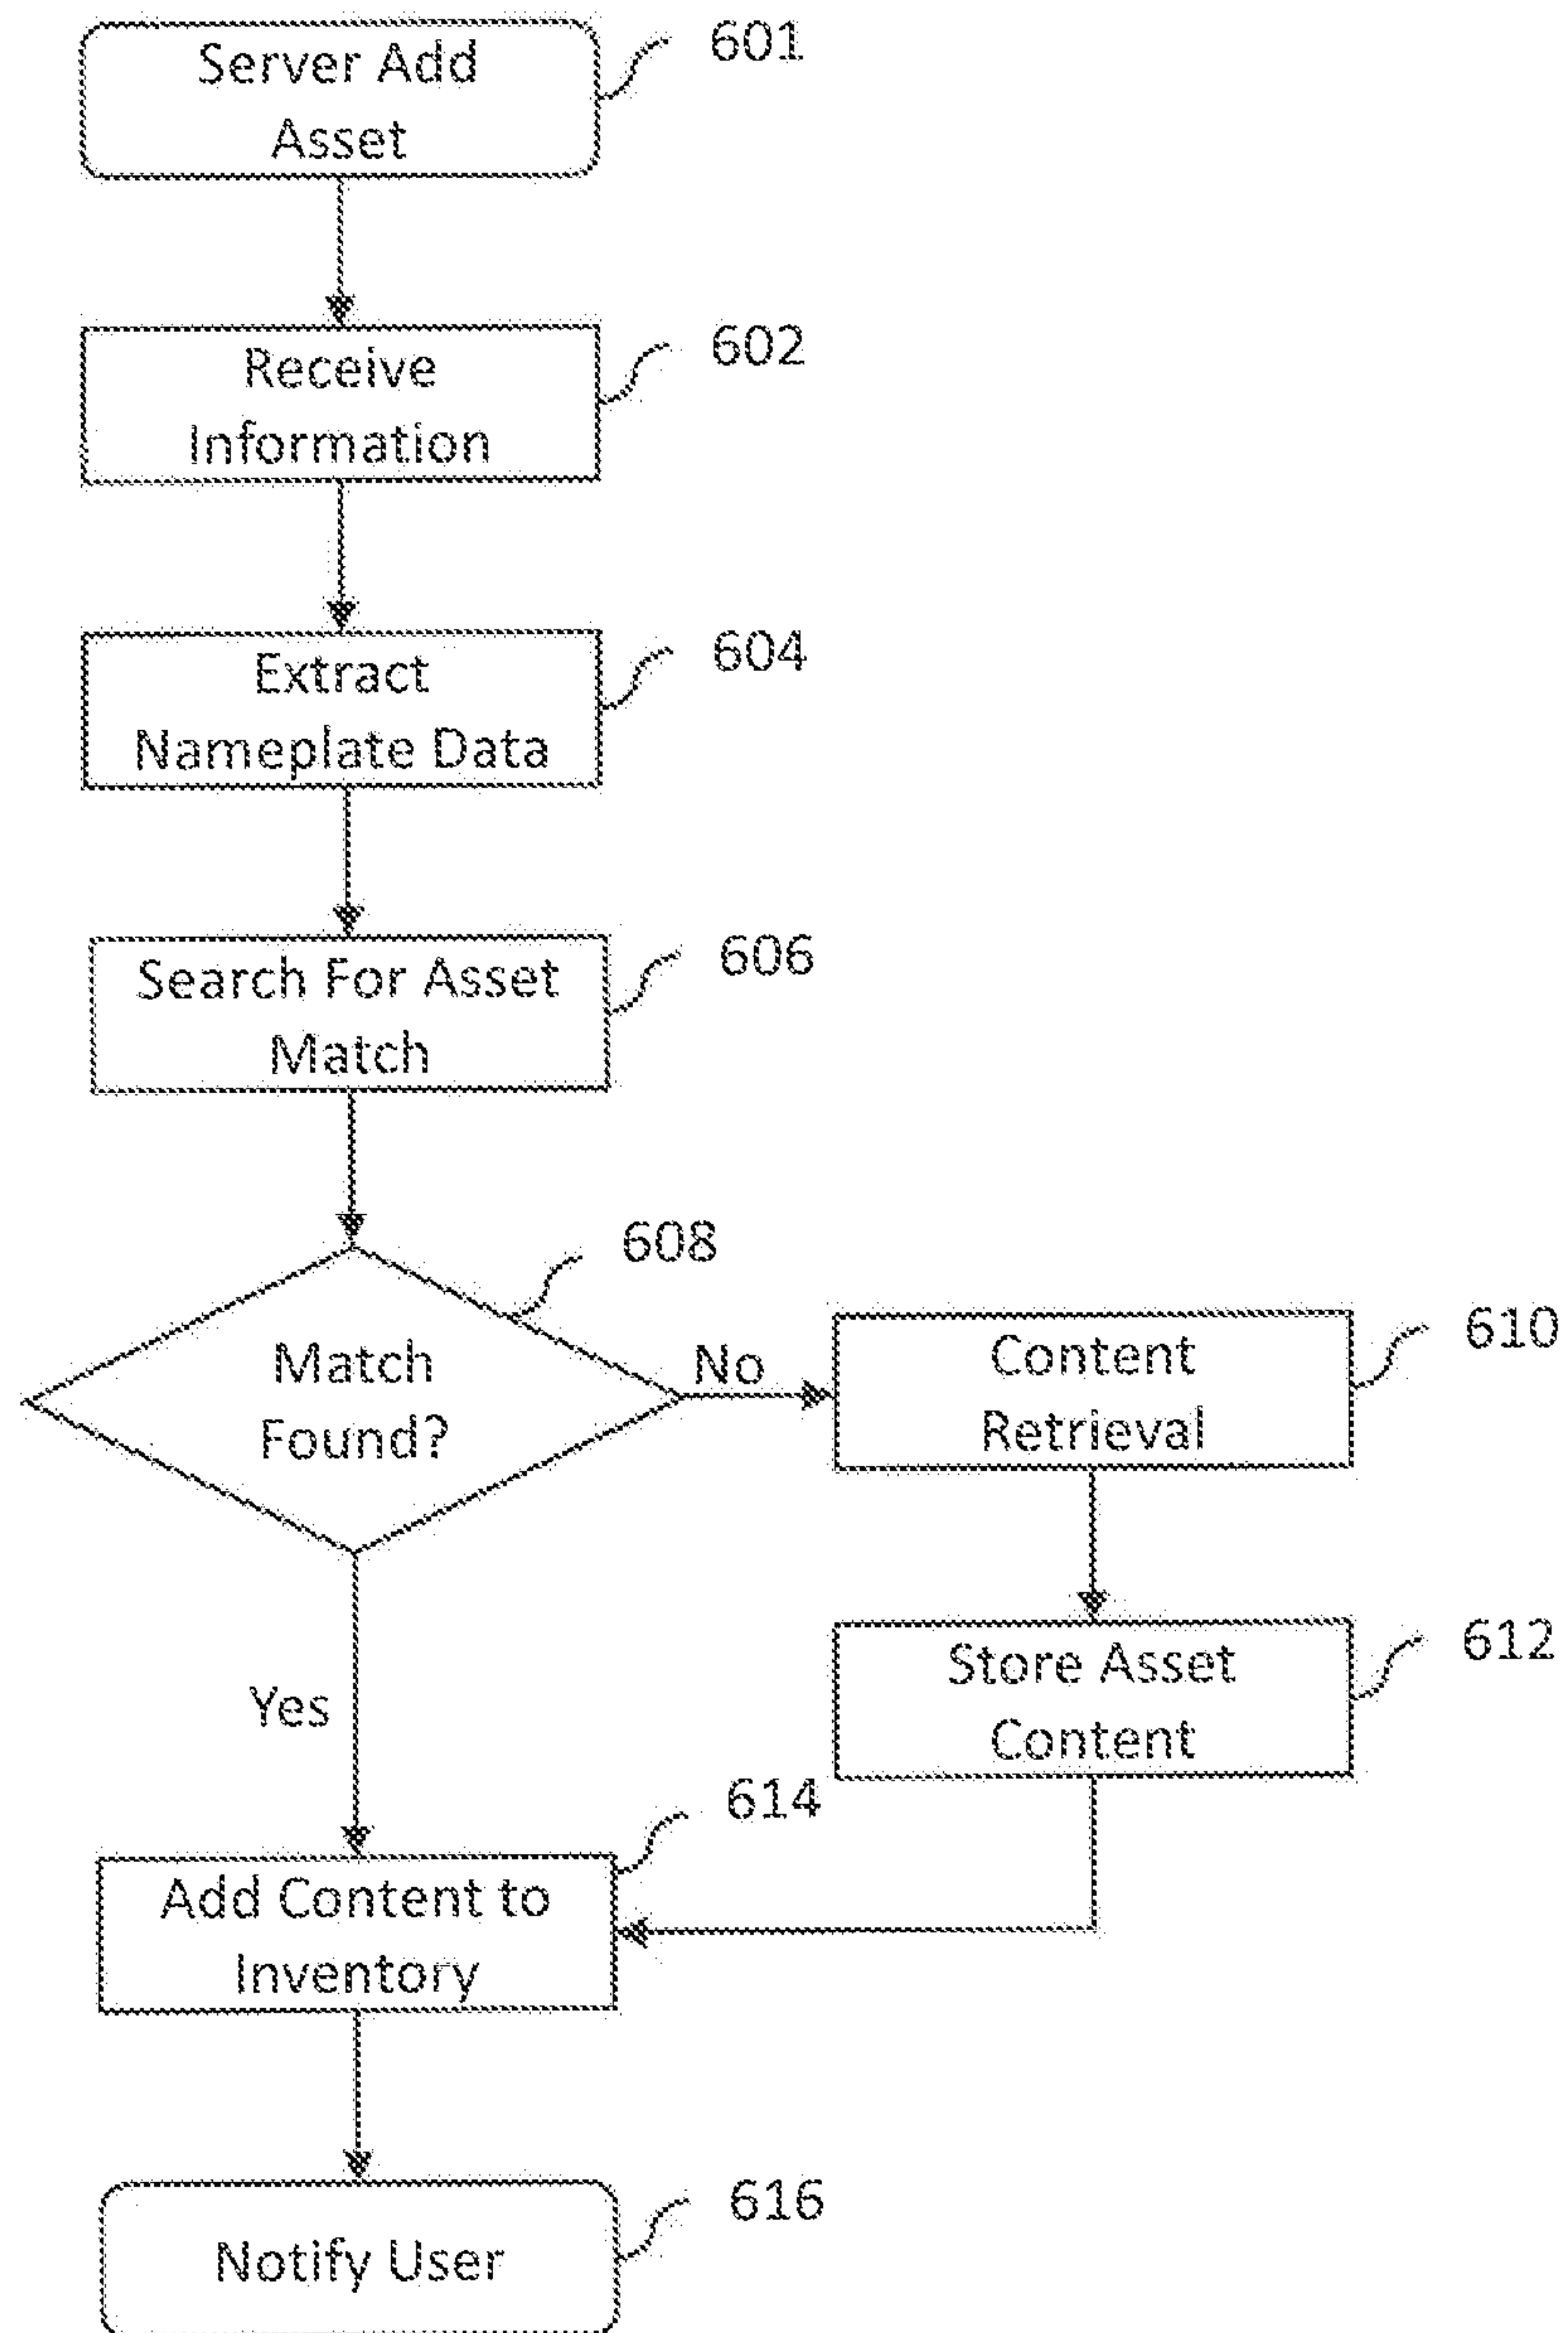 Server Add
Asset
601
Receive
Information
602
Extract
Nameplate Data
604
Search For Asset
Match
606
Match
Found?
608
No
Content
Retrieval
610
Yes
Store Asset
Content
612
Add Content to
Inventory
614
Notify User
616